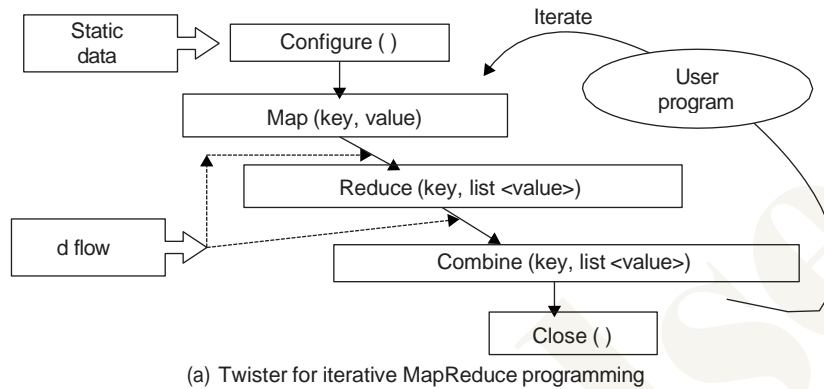 Static
data
Configure ( )
Iterate
User
program
Map (key, value)
Reduce (key, list <value>)
d flow
Combine (key, list <value>)
Close ( )
(a) Twister for iterative MapReduce programming